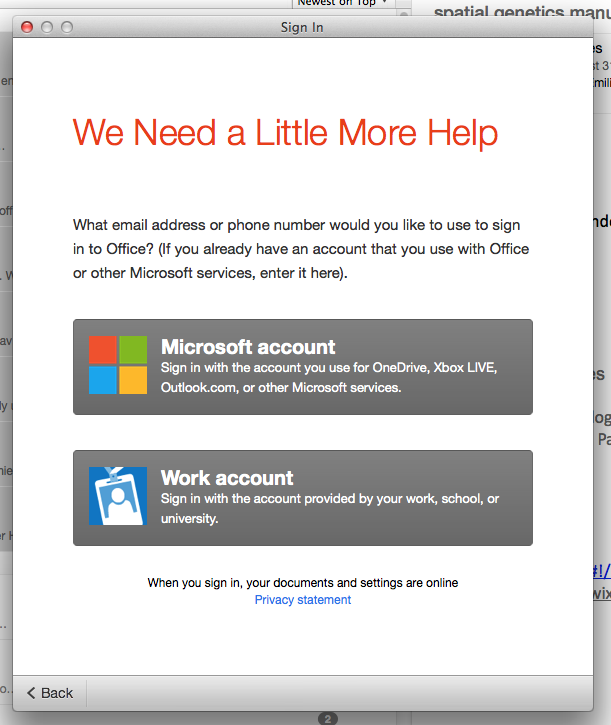 Newest on Top
spatial genetics manu
Sign In
We Need a Little More Help
What email address or phone number would you like to use to sign
in to Office? (If you already have an account that you use with Office
or other Microsoft services, enter it here).
Microsoft account
Sign in with the account you use for OneDrive, Xbox LIVE,
Outlook.com, or other Microsoft services.
Work account
Sign in with the account provided by your work, school, or
university.
When you sign in, your documents and settings are online
Privacy statement
Back
2